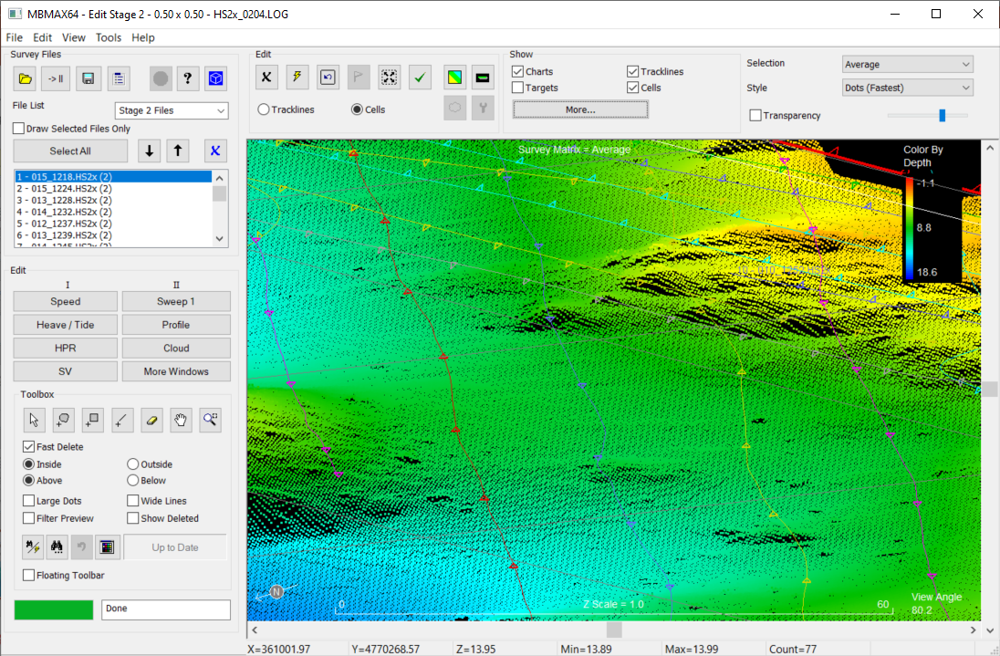 MBMAX64 - Edit Stage 2 - 0.50 x 0.50 - HS2x_0204.LOG
File Edit View Tools Help
Survey Files
->II
?
File List
Stage 2 Files
Draw Selected Files Only
Select All
X
1 - 015_1218.HS2x (2)
2 - 015_1224.HS2x (2)
3 - 013_1228.HS2x (2)
4 - 014_1232.HS2x (2)
5 - 012_1237.HS2x (2)
6 - 013_1239.HS2x (2)
7 - 014_1245.HS2x (2)
Edit
I II
Speed Sweep 1
Heave / Tide Profile
HPR Cloud
SV More Windows
Toolbox
Fast Delete
Inside Outside
Above Below
Large Dots Wide Lines
Filter Preview Show Deleted
Up to Date
Floating Toolbar
Done
Edit
X
Tracklines Cells
Show
Charts Tracklines
Targets Cells
More...
Selection Average
Style Dots (Fastest)
Transparency
Survey Matrix = Average
Color By
Depth
-1.1
8.8
18.6
N
0 Z Scale = 1.0 60
View Angle
80.2
X=361001.97 Y=4770268.57 Z=13.95 Min=13.89 Max=13.99 Count=77